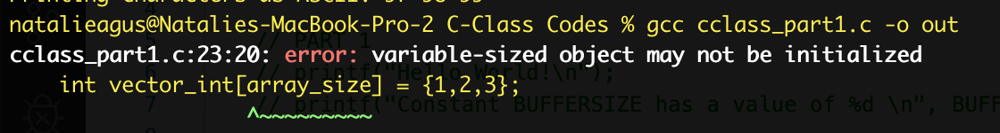 natalieagus@Natalies-MacBook-Pro-2 C-Class Codes % gcc cclass_part1.c -o out
// PART 1
cclass_part1.c:23:20: error: variable-sized object may not be initialized
// printf("Hello World!\n");
int vector_int[array_size] = {1,2,3};
7 // printf("Constant BUFFERSIZE has a value of %d \n", BUFF
^~~~~~~~~~